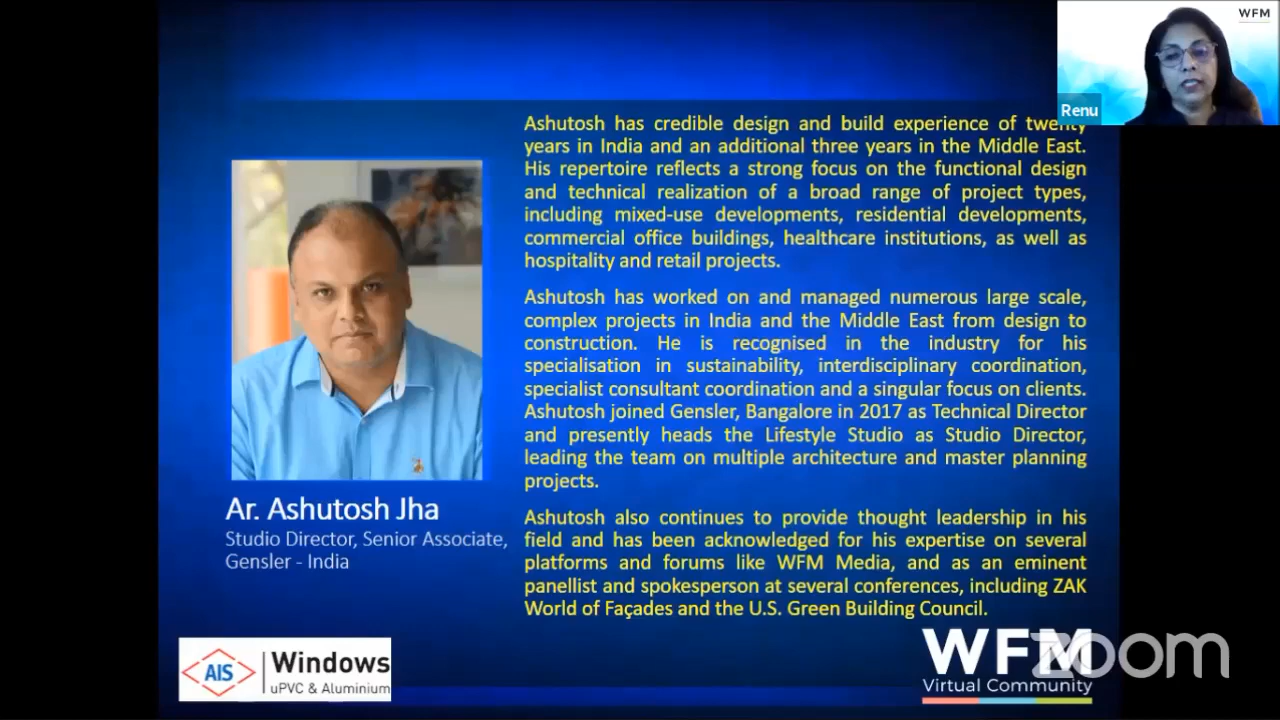 WFM
Renu
Ashutosh has credible design and build experience of twenty
years in India and an additional three years in the Middle East.
His repertoire reflects a strong focus on the functional design
and technical realization of a broad range of project types,
including mixed-use developments, residential developments,
commercial office buildings, healthcare institutions, as well as
hospitality and retail projects.
Ashutosh has worked on and managed numerous large scale,
complex projects in India and the Middle East from design to
construction. He is recognised in the industry for his
specialisation in sustainability, interdisciplinary coordination,
specialist consultant coordination and a singular focus on clients.
Ashutosh joined Gensler, Bangalore in 2017 as Technical Director
and presently heads the Lifestyle Studio as Studio Director,
leading the team on multiple architecture and master planning
projects.
Ashutosh also continues to provide thought leadership in his
field and has been acknowledged for his expertise on several
platforms and forums like WFM Media, and as an eminent
panellist and spokesperson at several conferences, including ZAK
World of Façades and the U.S. Green Building Council.
Ar. Ashutosh Jha
Studio Director, Senior Associate,
Gensler - India
AIS Windows
uPVC & Aluminium
WFM
Virtual Community
zoom